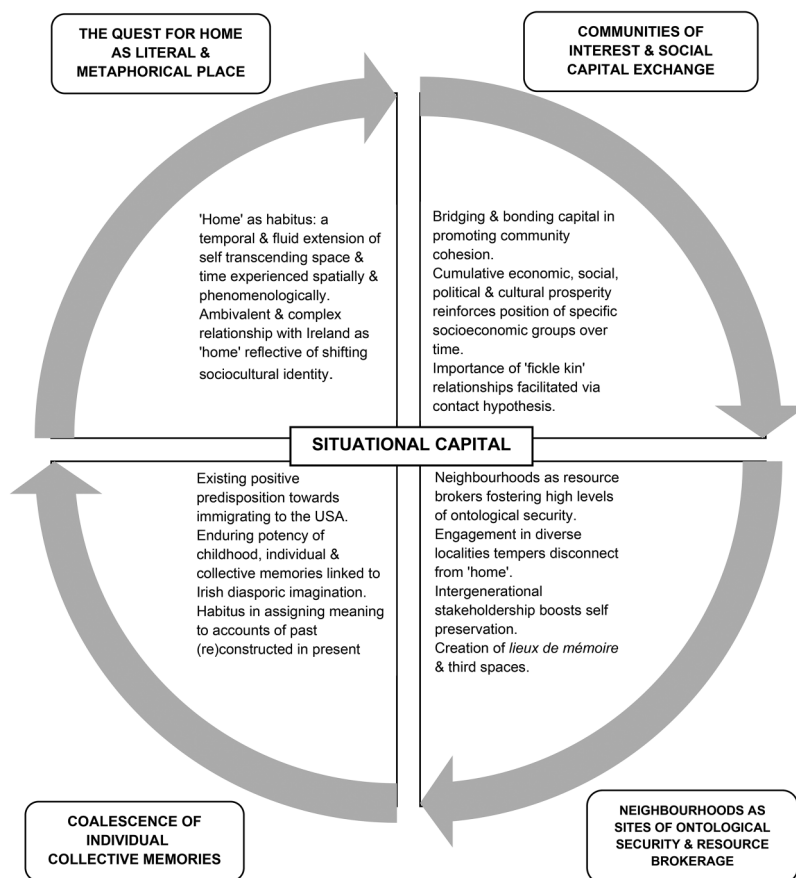 THE QUEST FOR HOME
AS LITERAL &
METAPHORICAL PLACE
COMMUNITIES OF
INTEREST & SOCIAL
CAPITAL EXCHANGE
'Home' as habitus: a
temporal & fluid extension of
self transcending space &
time experienced spatially &
phenomenologically.
Ambivalent & complex
relationship with Ireland as
'home' reflective of shifting
sociocultural identity.
Bridging & bonding capital in
promoting community
cohesion.
Cumulative economic, social,
political & cultural prosperity
reinforces position of specific
socioeconomic groups over
time.
Importance of 'fickle kin'
relationships facilitated via
contact hypothesis.
SITUATIONAL CAPITAL
Existing positive
predisposition towards
immigrating to the USA.
Enduring potency of
childhood, individual &
collective memories linked to
Irish diasporic imagination.
Habitus in assigning meaning
to accounts of past
(re)constructed in present
Neighbourhoods as resource
brokers fostering high levels
of ontological security.
Engagement in diverse
localities tempers disconnect
from 'home'.
Intergenerational
stakeholdership boosts self
preservation.
Creation of lieux de mémoire
& third spaces.
COALESCENCE OF
INDIVIDUAL
COLLECTIVE MEMORIES
NEIGHBOURHOODS AS
SITES OF ONTOLOGICAL
SECURITY & RESOURCE
BROKERAGE